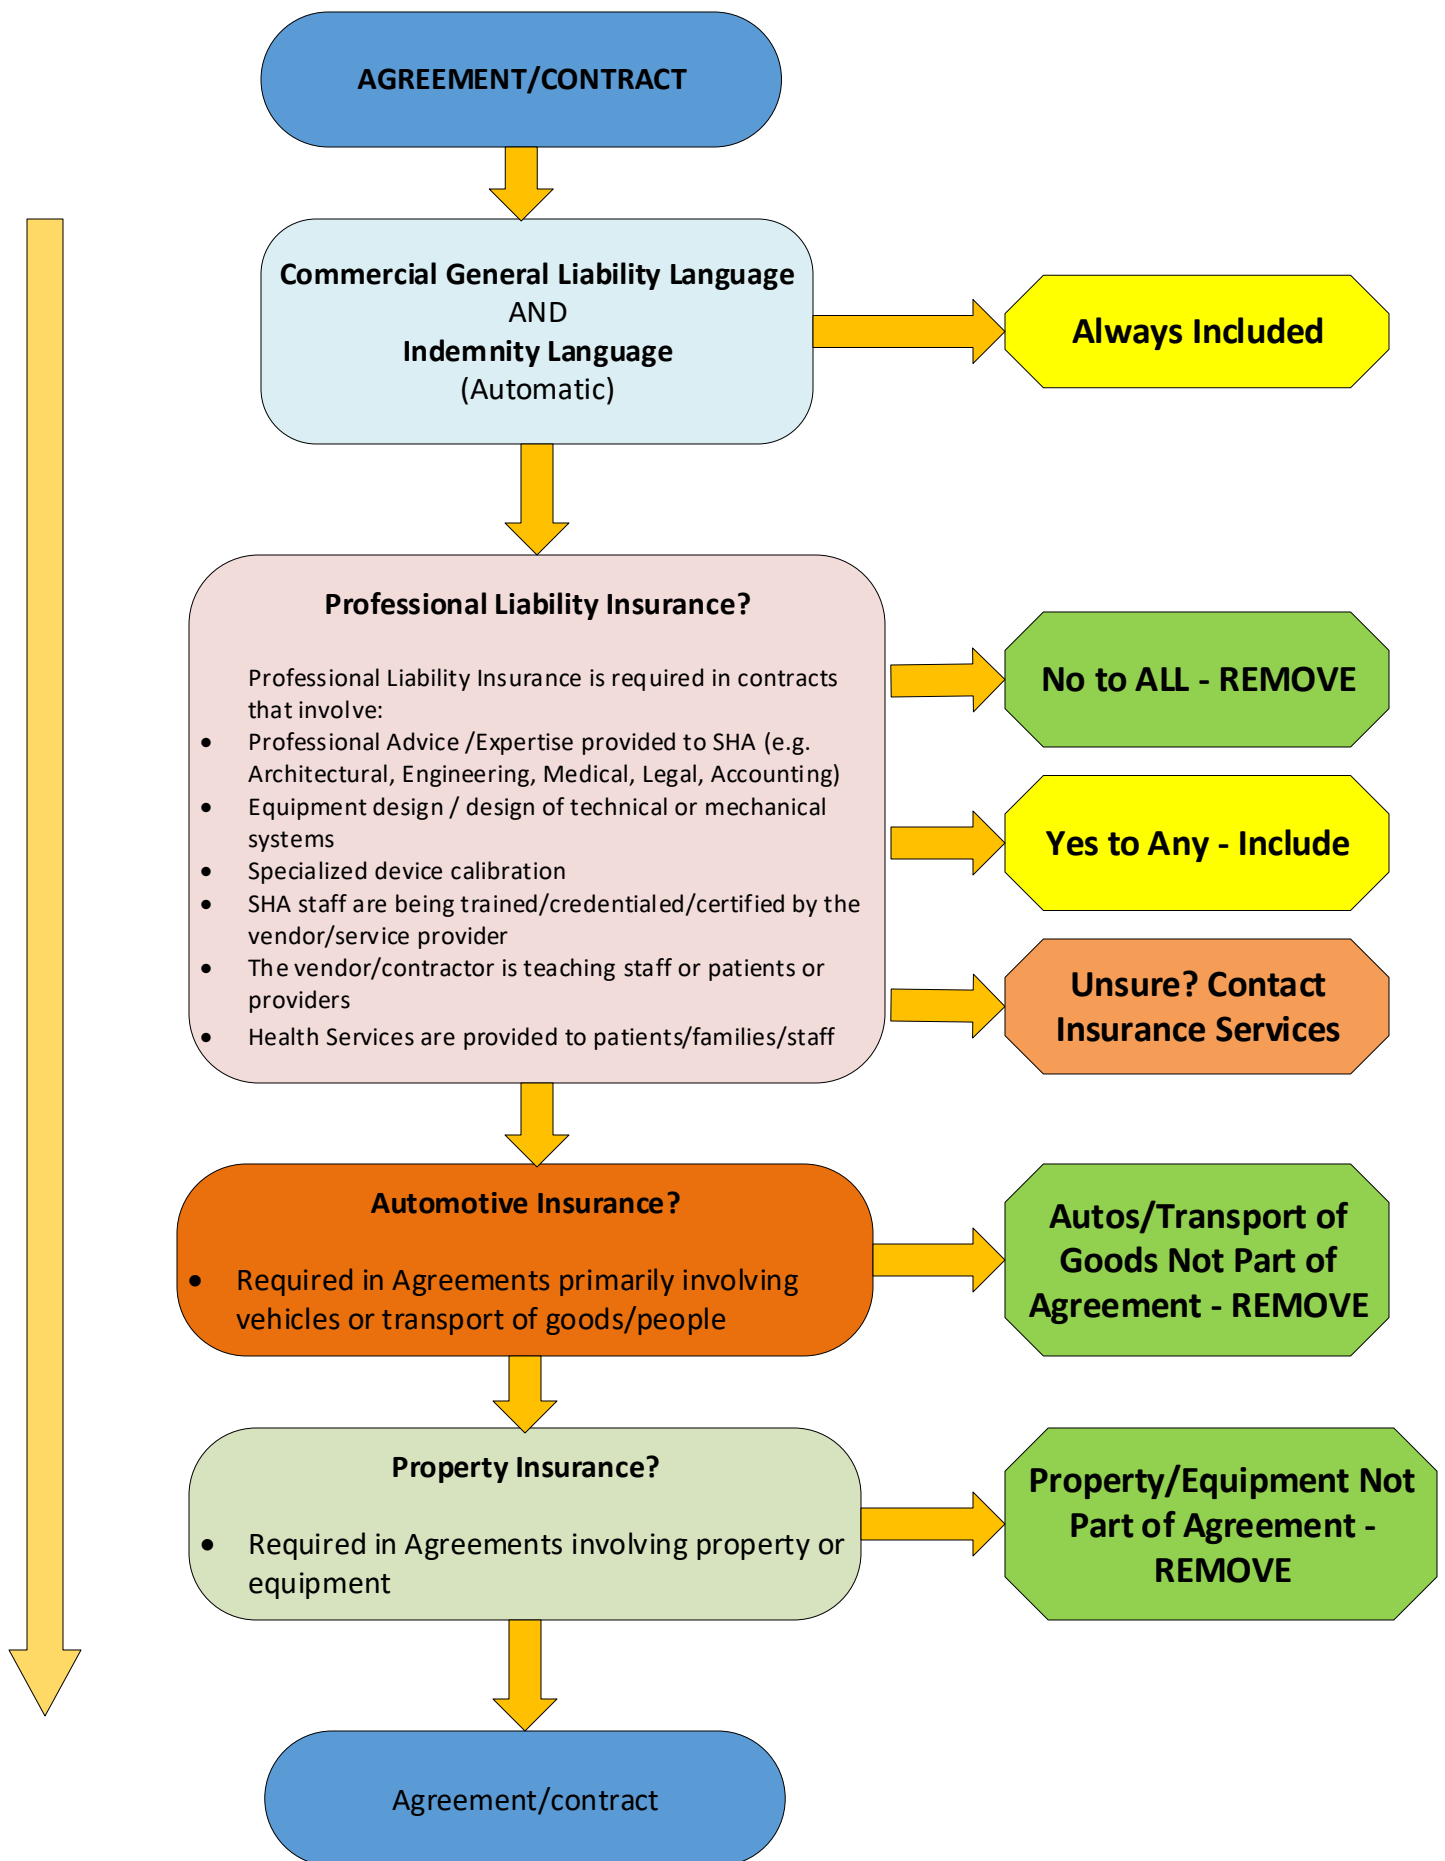 AGREEMENT/CONTRACT
Commercial General Liability Language
AND
Indemnity Language
(Automatic)
Always Included
Professional Liability Insurance?
Professional Liability Insurance is required in contracts
that involve:
• Professional Advice /Expertise provided to SHA (e.g.
Architectural, Engineering, Medical, Legal, Accounting)
• Equipment design / design of technical or mechanical
systems
• Specialized device calibration
• SHA staff are being trained/credentialed/certified by the
vendor/service provider
• The vendor/contractor is teaching staff or patients or
providers
• Health Services are provided to patients/families/staff
No to ALL - REMOVE
Yes to Any - Include
Unsure? Contact
Insurance Services
Automotive Insurance?
• Required in Agreements primarily involving
vehicles or transport of goods/people
Autos/Transport of
Goods Not Part of
Agreement - REMOVE
Property Insurance?
• Required in Agreements involving property or
equipment
Property/Equipment Not
Part of Agreement -
REMOVE
Agreement/contract